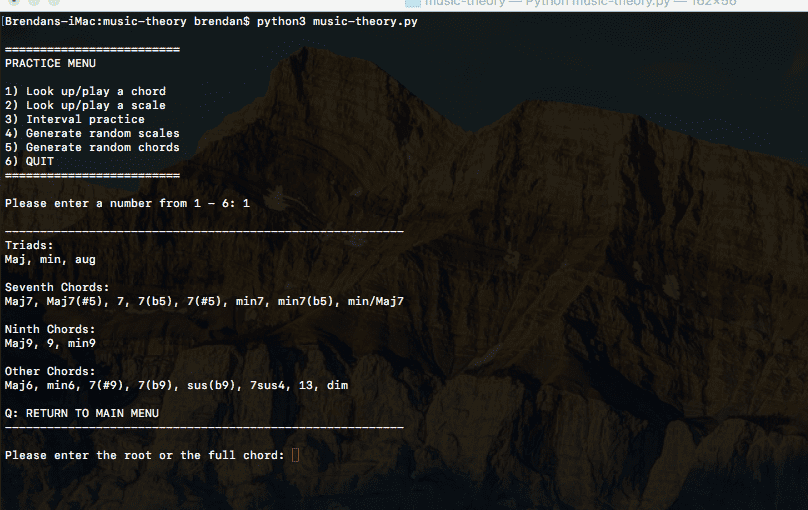 music-theory — Python music-theory.py — 162×56
[Brendans-iMac:music-theory brendan$ python3 music-theory.py
=========================
PRACTICE MENU
1) Look up/play a chord
2) Look up/play a scale
3) Interval practice
4) Generate random scales
5) Generate random chords
6) QUIT
=========================
Please enter a number from 1 - 6: 1
_________________________________________________________
Triads:
Maj, min, aug
Seventh Chords:
Maj7, Maj7(#5), 7, 7(b5), 7(#5), min7, min7(b5), min/Maj7
Ninth Chords:
Maj9, 9, min9
Other Chords:
Maj6, min6, 7(#9), 7(b9), sus(b9), 7sus4, 13, dim
Q: RETURN TO MAIN MENU
_________________________________________________________
Please enter the root or the full chord: